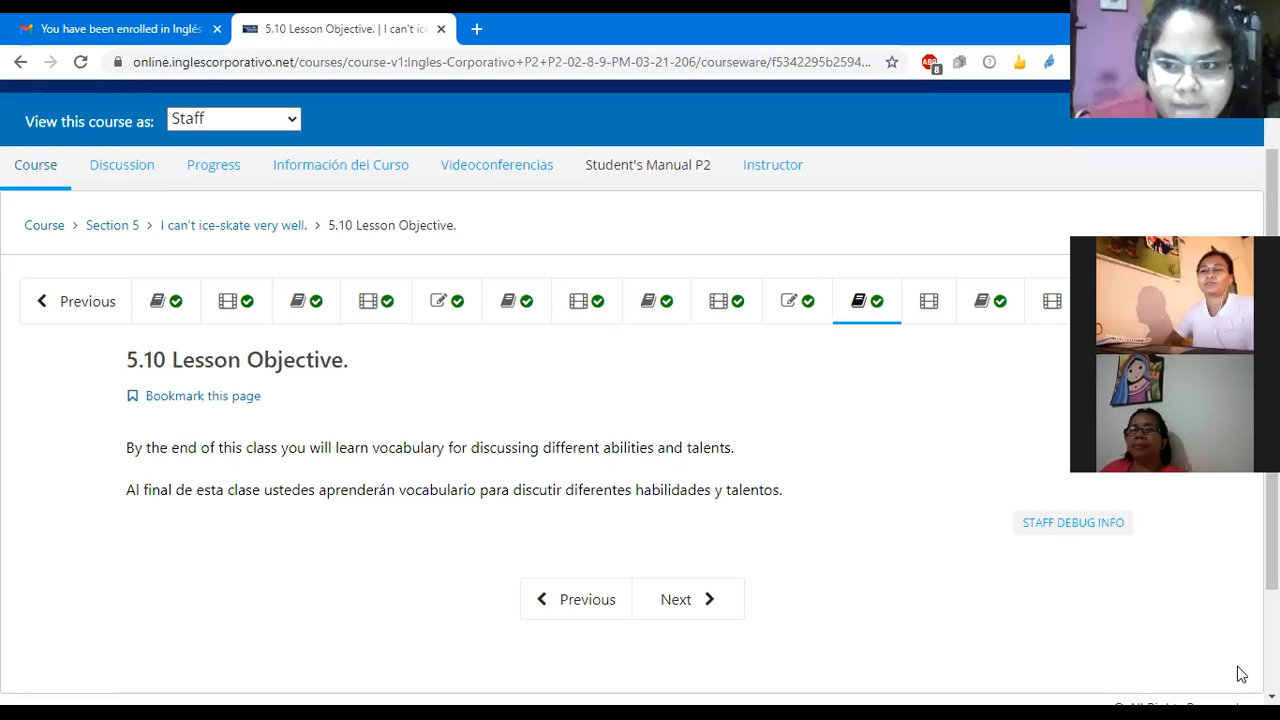 You have been enrolled in Inglés
5.10 Lesson Objective. | I can't ice
online.inglescorporativo.net/courses/course-v1:Ingles-Corporativo+P2+P2-02-8-9-PM-03-21-206/courseware/f5342295b2594...
ABP
8
View this course as:
Staff
Course
Discussion
Progress
Información del Curso
Videoconferencias
Student's Manual P2
Instructor
Course > Section 5 > I can't ice-skate very well. > 5.10 Lesson Objective.
Previous
5.10 Lesson Objective.
Bookmark this page
By the end of this class you will learn vocabulary for discussing different abilities and talents.
Al final de esta clase ustedes aprenderán vocabulario para discutir diferentes habilidades y talentos.
STAFF DEBUG INFO
Previous
Next